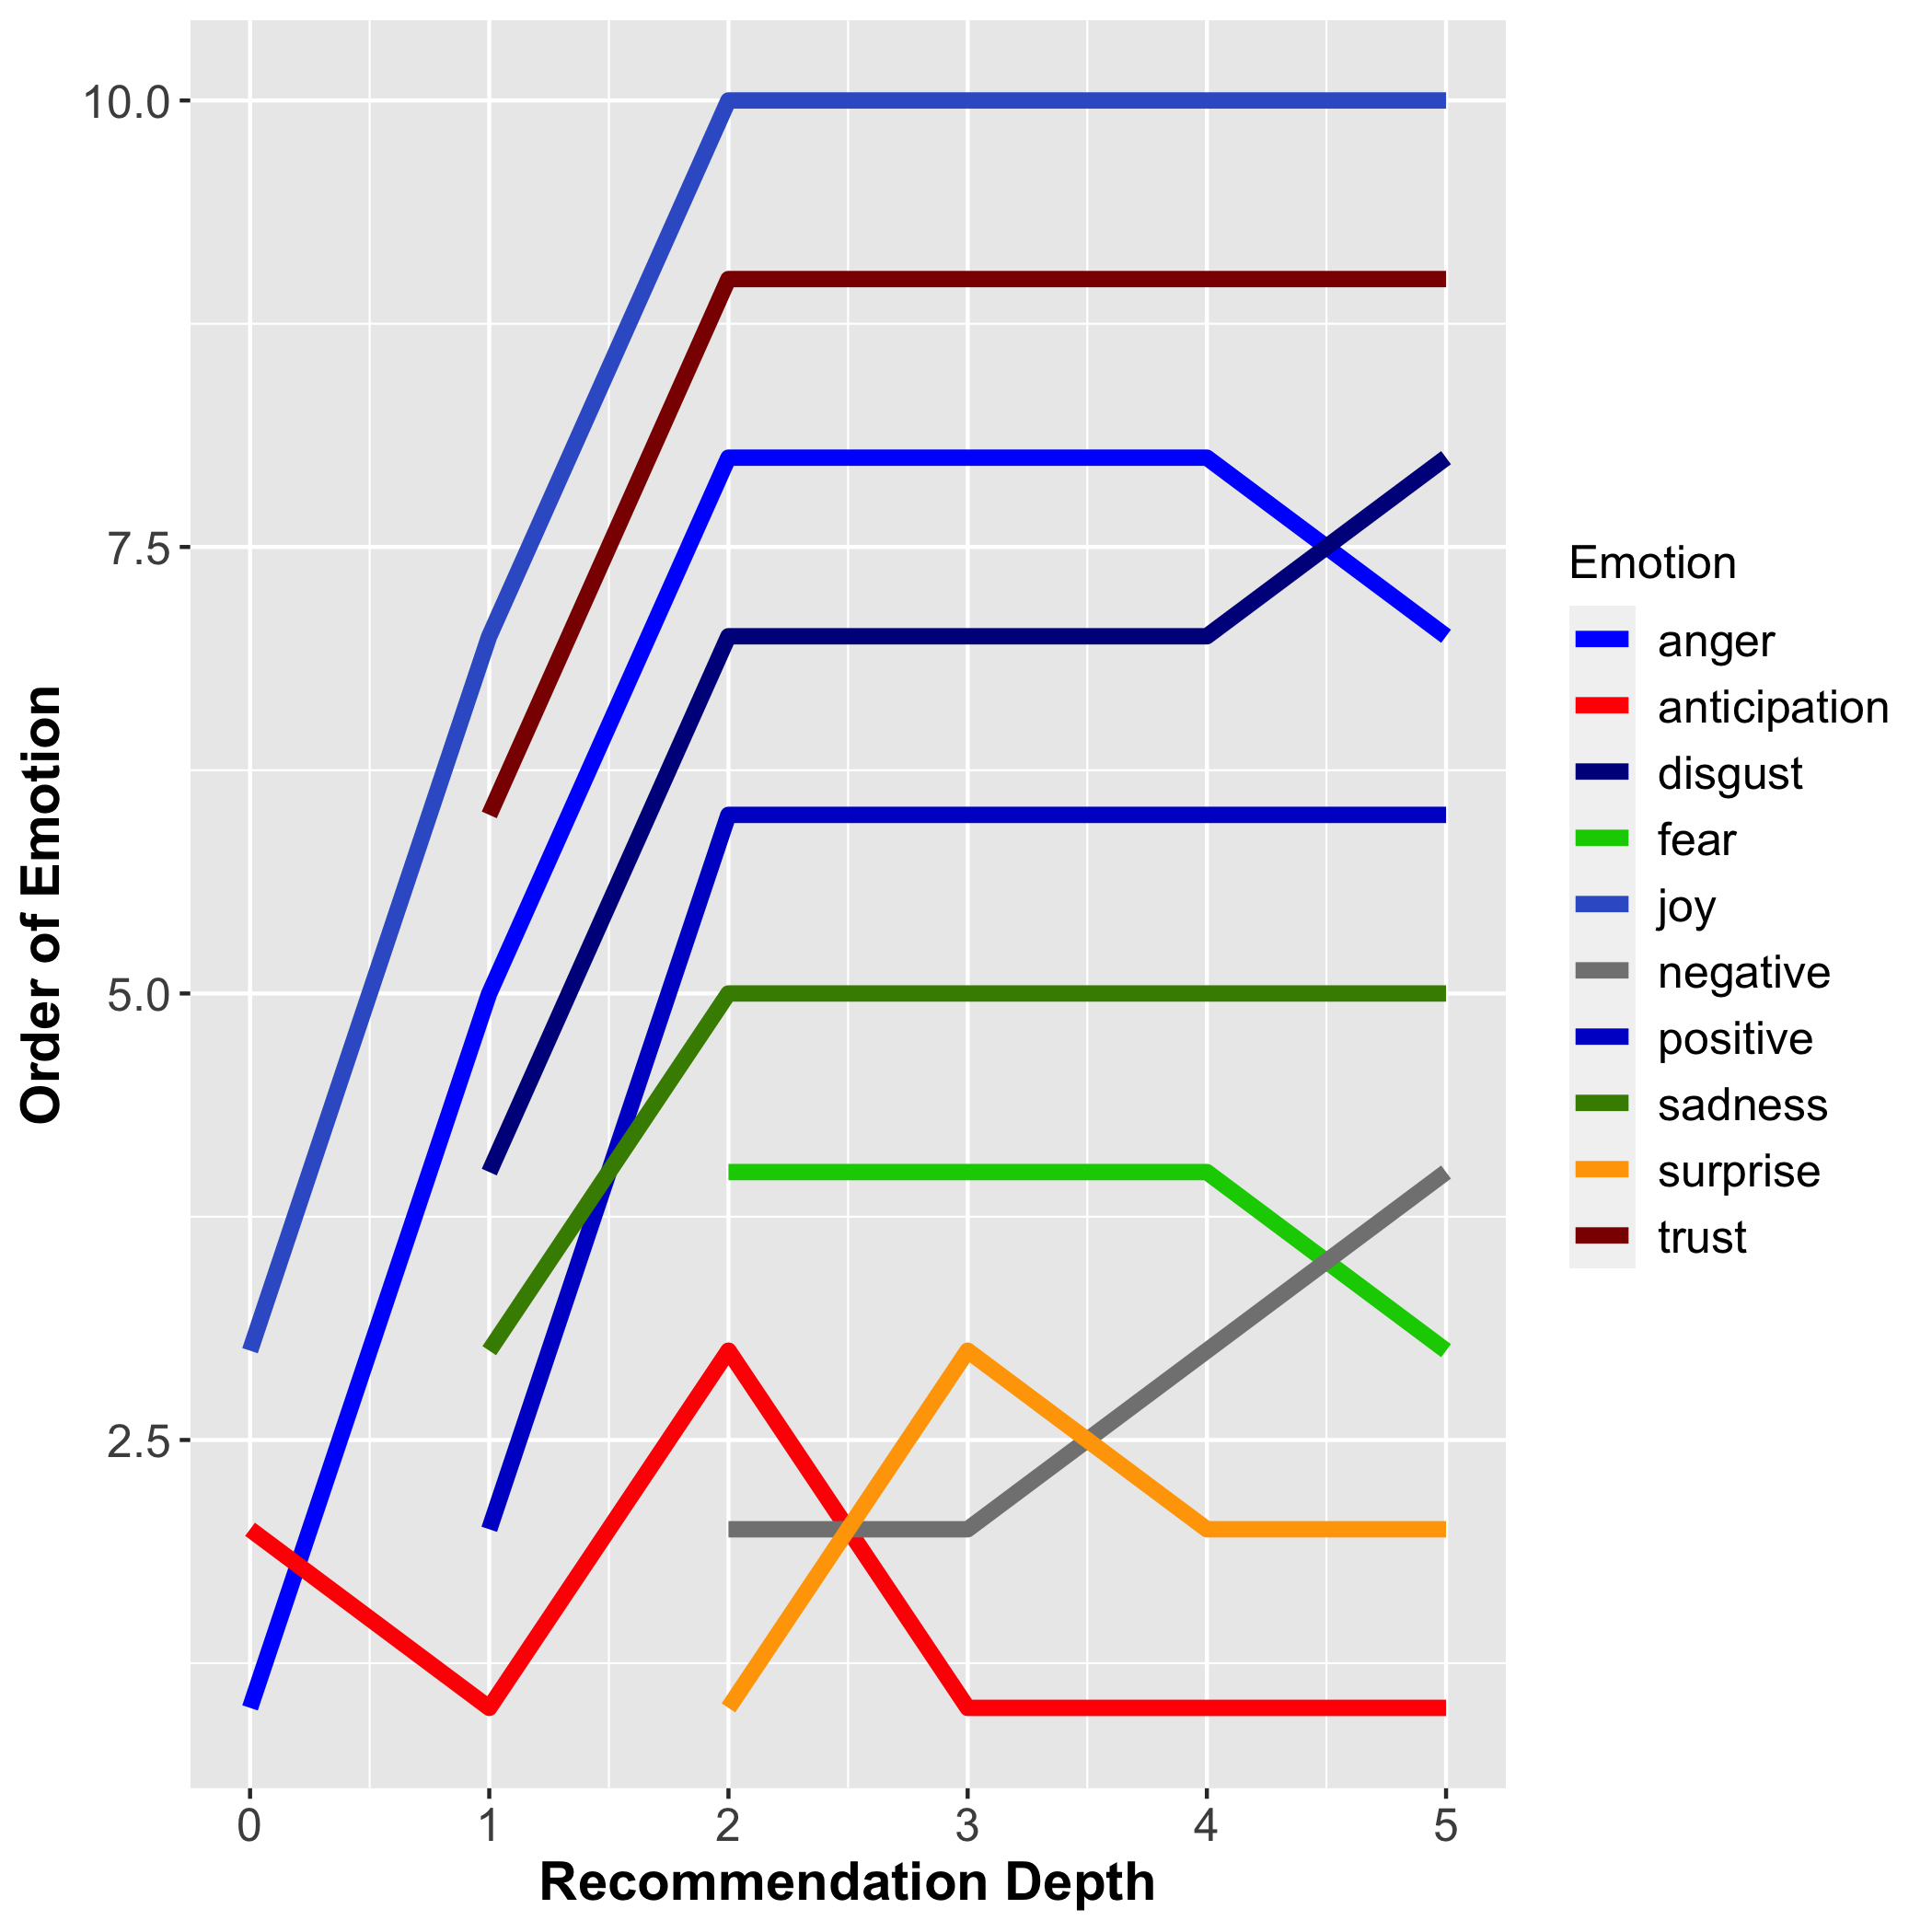 Order of Emotion
10.0
7.5
5.0
2.5
0 1 2 3 4 5
Recommendation Depth
Emotion
anger
anticipation
disgust
fear
joy
negative
positive
sadness
surprise
trust